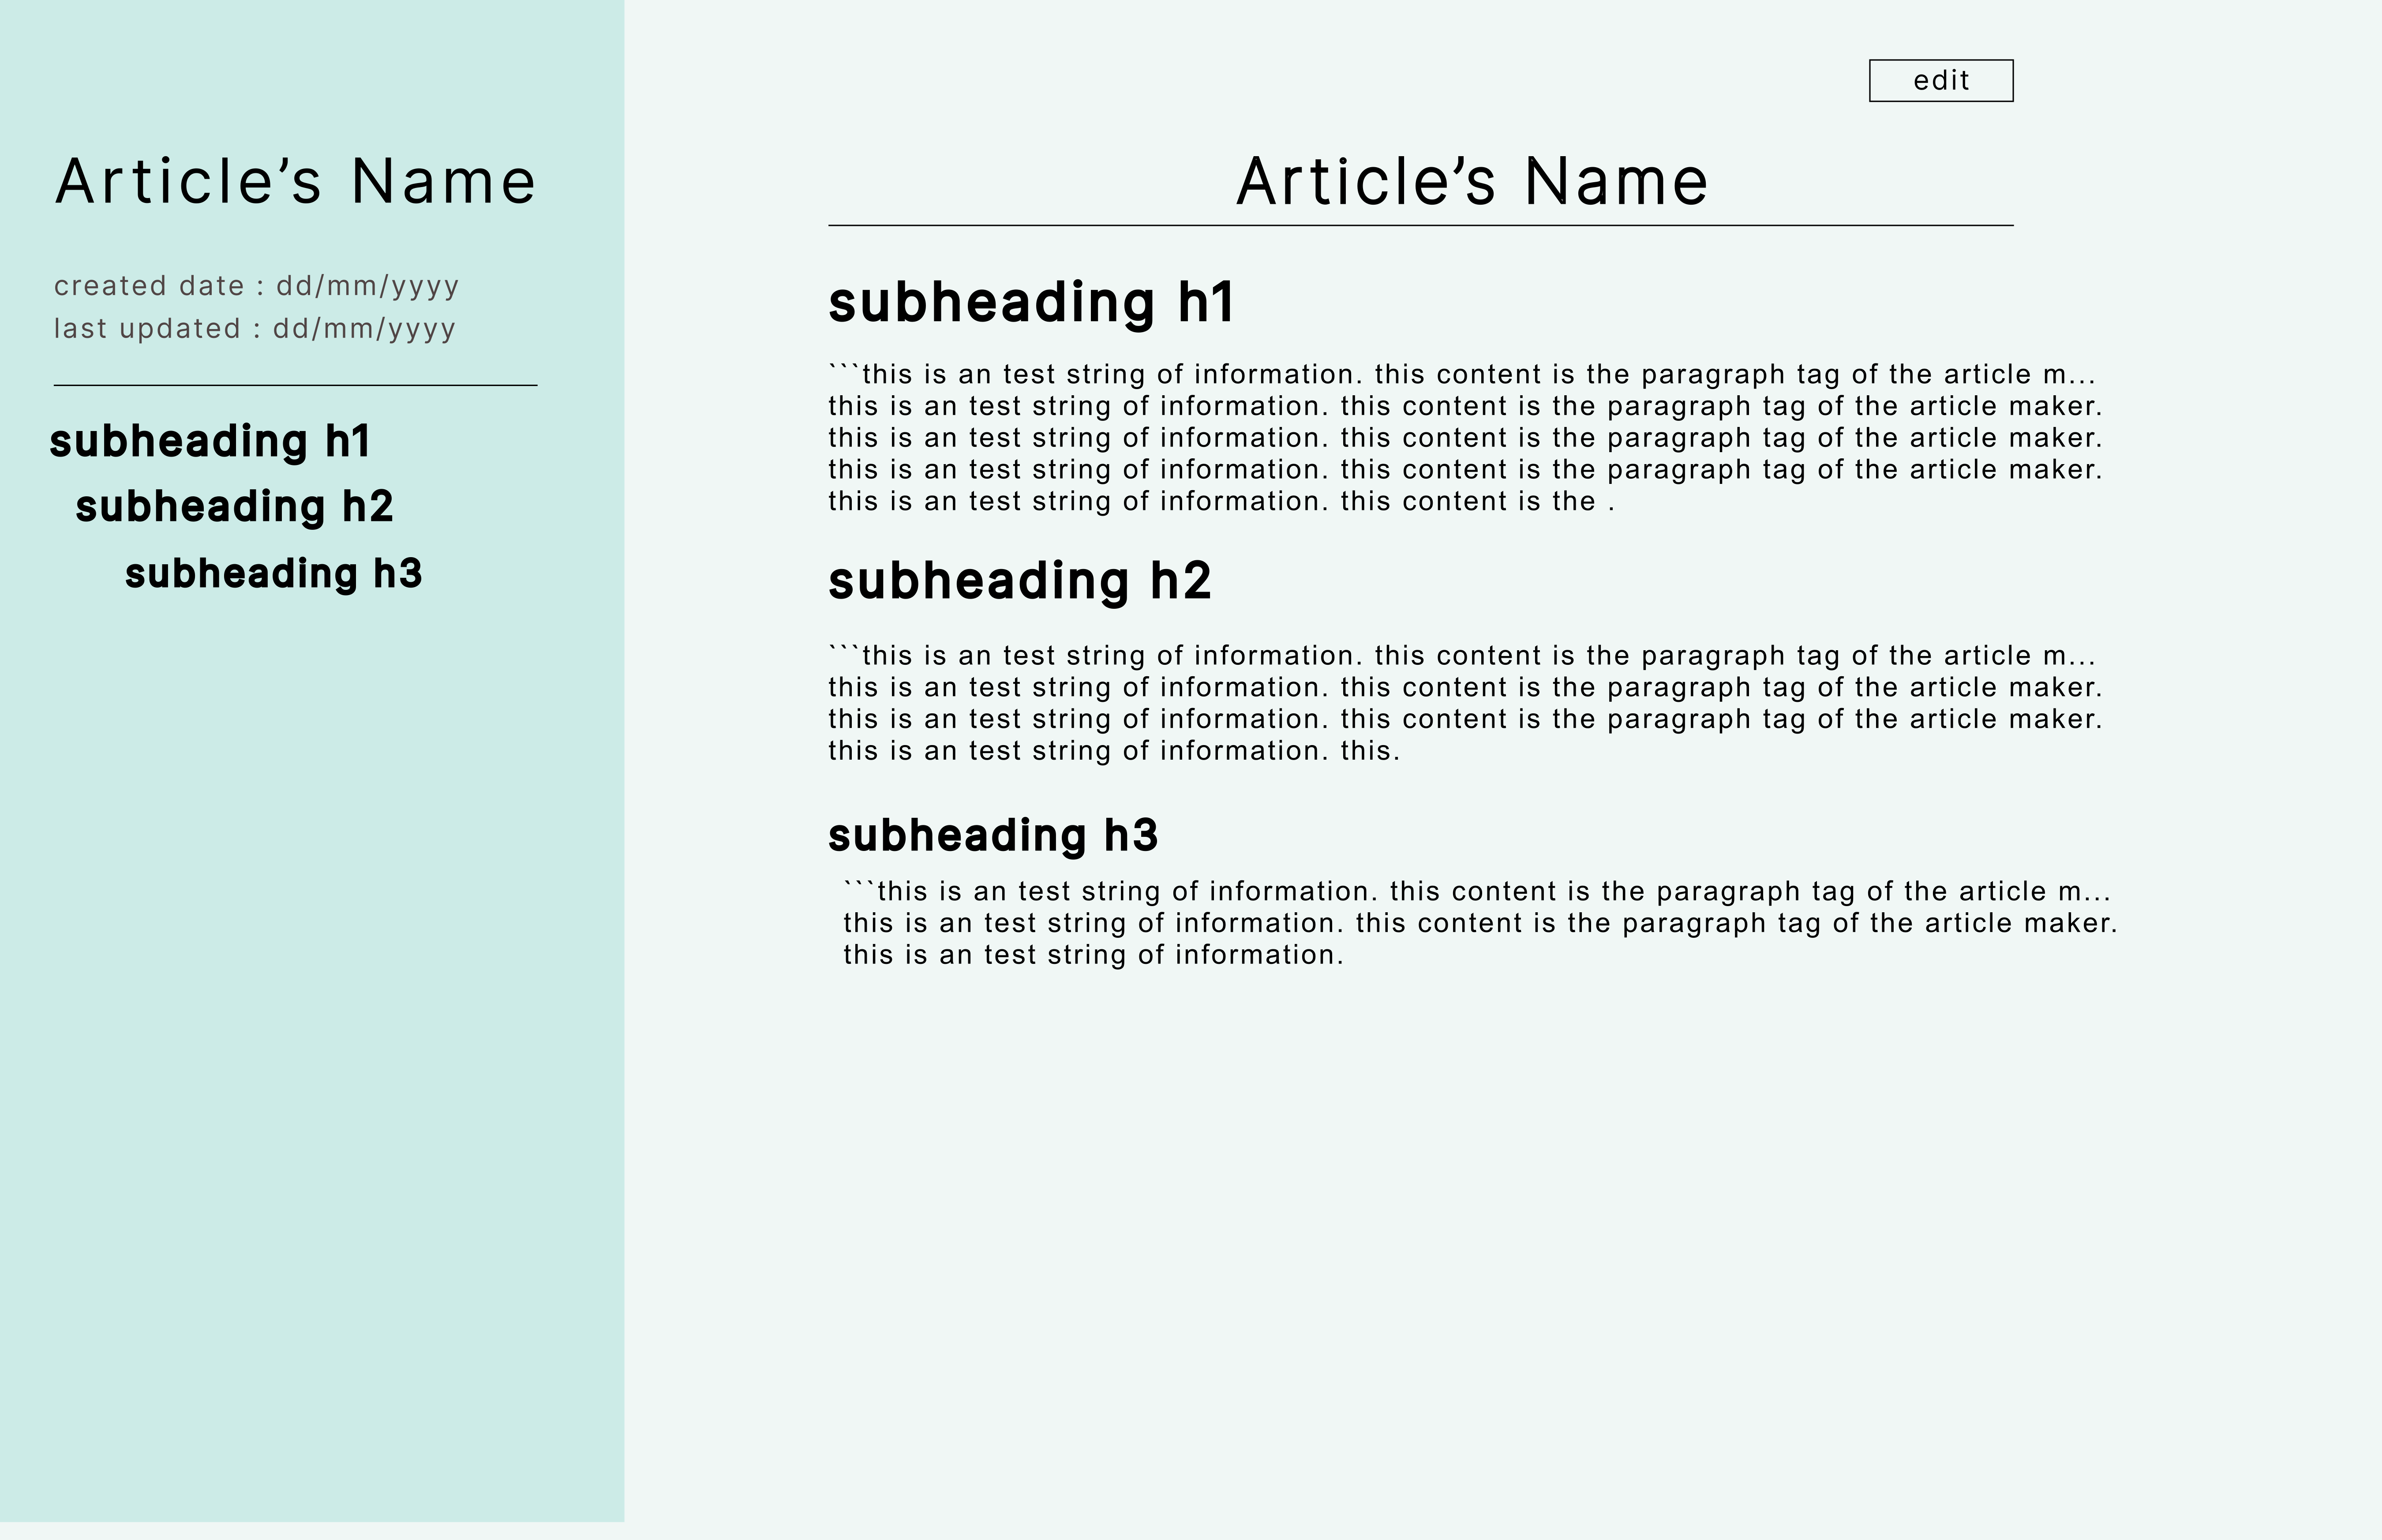 Article’s Name
created date : dd/mm/yyyy
last updated : dd/mm/yyyy
subheading h1
subheading h2
subheading h3
edit
Article’s Name
subheading h1
```this is an test string of information. this content is the paragraph tag of the article m...
this is an test string of information. this content is the paragraph tag of the article maker.
this is an test string of information. this content is the paragraph tag of the article maker.
this is an test string of information. this content is the paragraph tag of the article maker.
this is an test string of information. this content is the .
subheading h2
```this is an test string of information. this content is the paragraph tag of the article m...
this is an test string of information. this content is the paragraph tag of the article maker.
this is an test string of information. this content is the paragraph tag of the article maker.
this is an test string of information. this.
subheading h3
```this is an test string of information. this content is the paragraph tag of the article m...
this is an test string of information. this content is the paragraph tag of the article maker.
this is an test string of information.